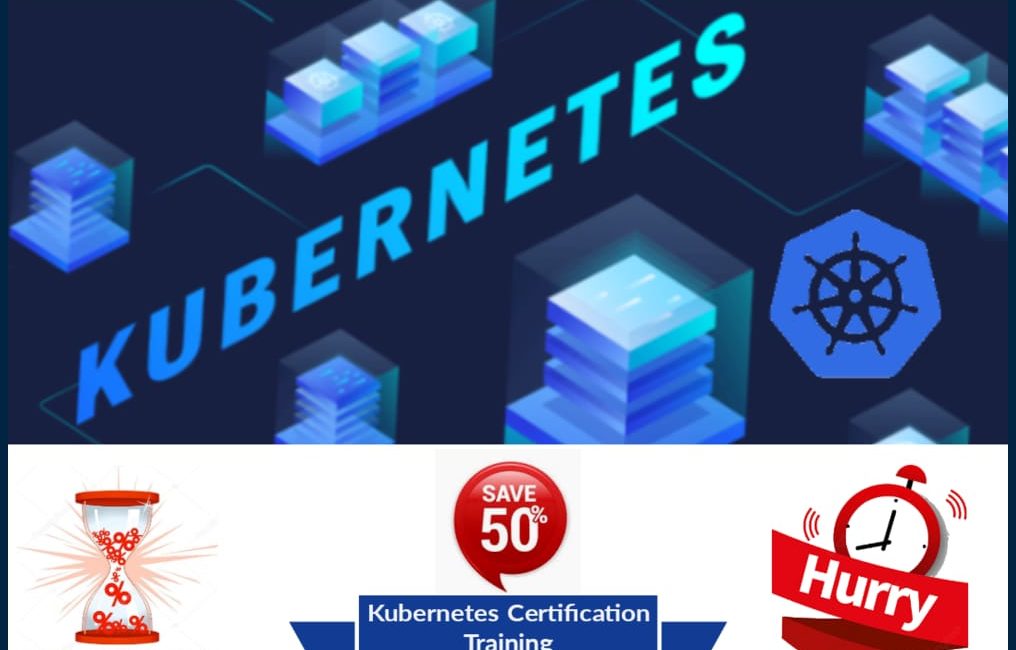 KUBERNETES
SAVE
50%
Hurry
Kubernetes Certification
Training